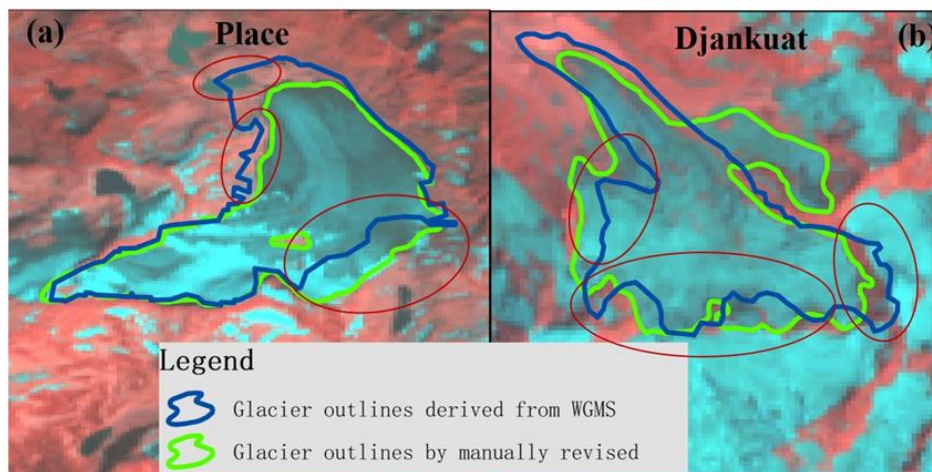 (a)
Place
Djankuat
(b)
Legend
Glacier outlines derived from WGMS
Glacier outlines by manually revised